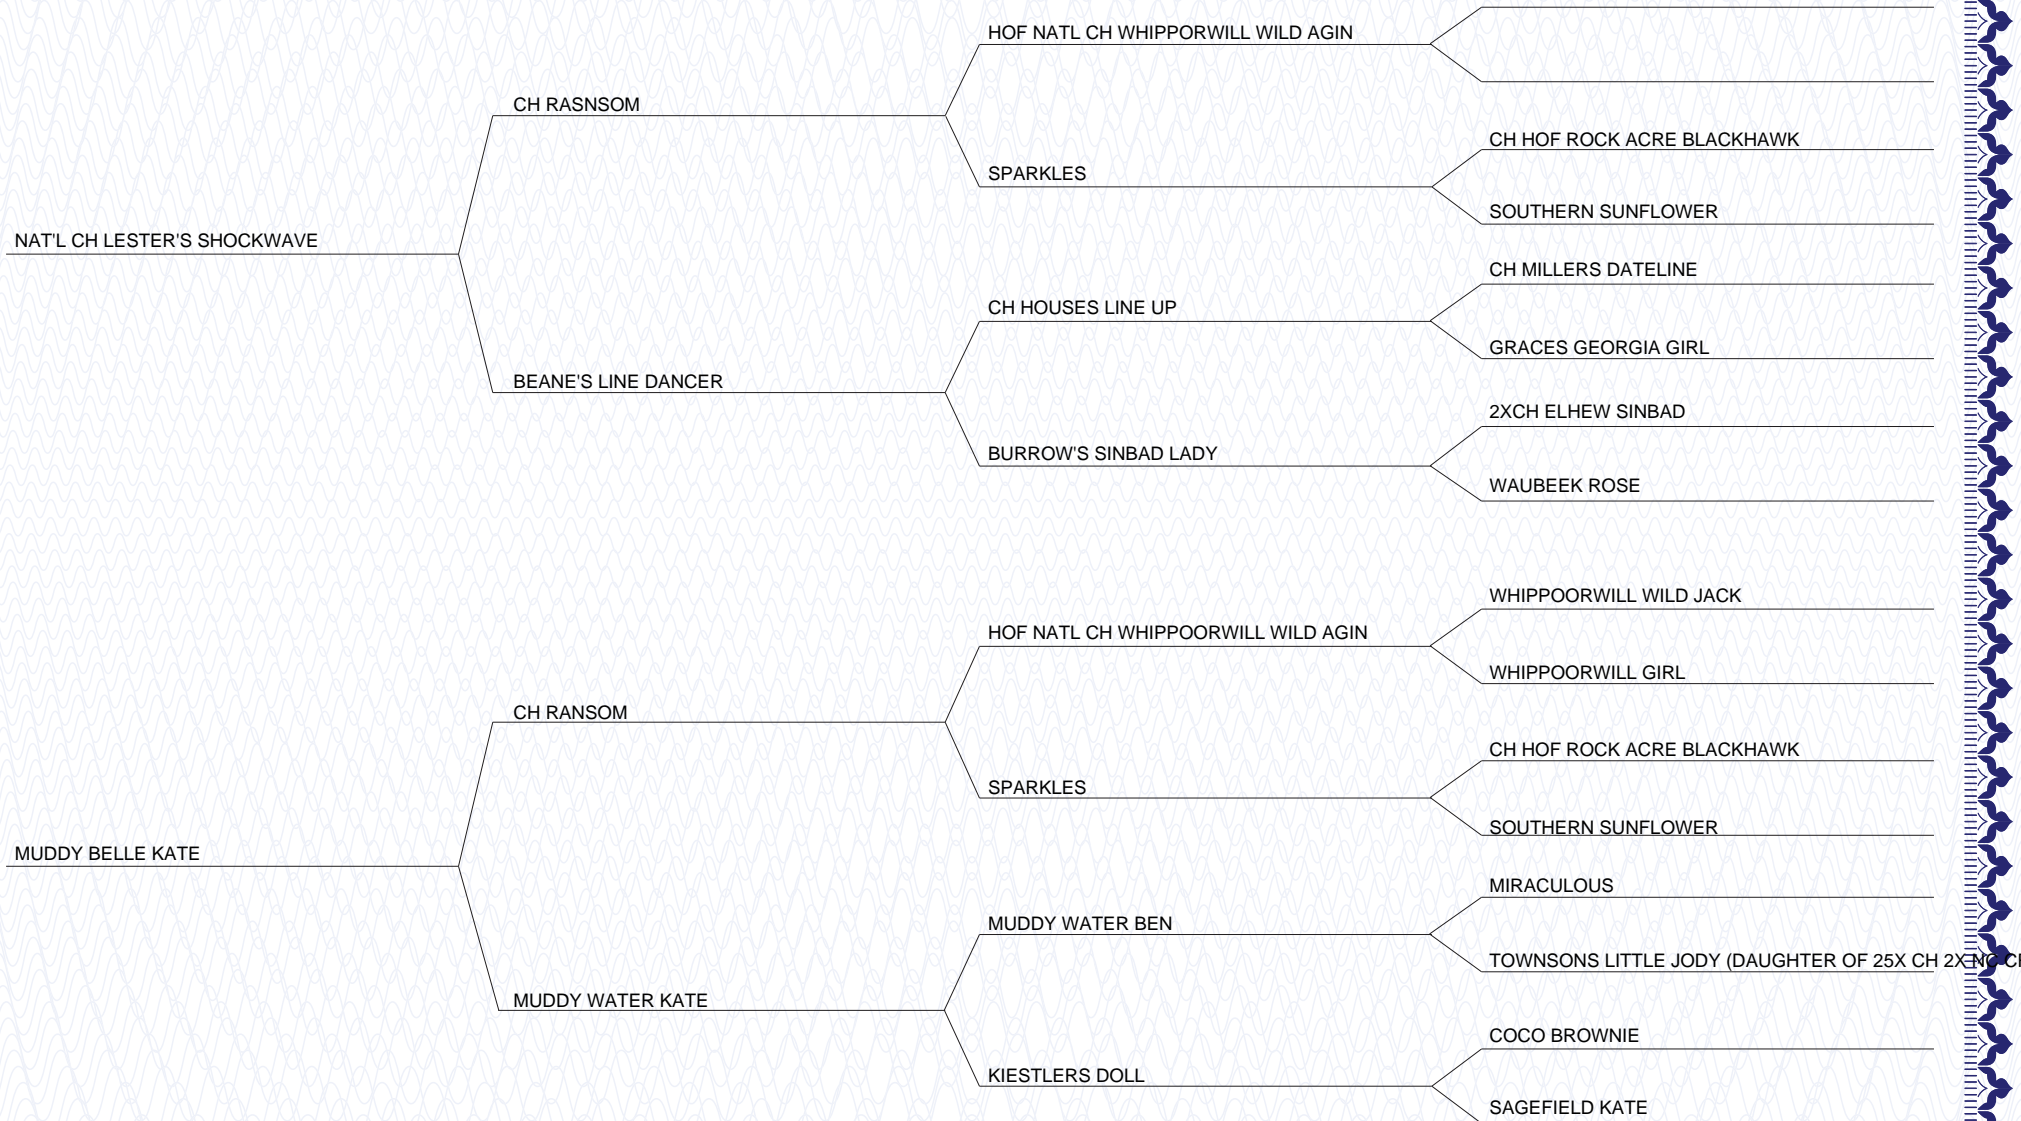 HOF NATL CH WHIPPORWILL WILD AGIN
CH RASNSOM
CH HOF ROCK ACRE BLACKHAWK
SPARKLES
SOUTHERN SUNFLOWER
NAT'L CH LESTER'S SHOCKWAVE
CH MILLERS DATELINE
CH HOUSES LINE UP
GRACES GEORGIA GIRL
BEANE'S LINE DANCER
2XCH ELHEW SINBAD
BURROW'S SINBAD LADY
WAUBEEK ROSE
WHIPPOORWILL WILD JACK
HOF NATL CH WHIPPOORWILL WILD AGIN
WHIPPOORWILL GIRL
CH RANSOM
CH HOF ROCK ACRE BLACKHAWK
SPARKLES
SOUTHERN SUNFLOWER
MUDDY BELLE KATE
MIRACULOUS
MUDDY WATER BEN
TOWNSONS LITTLE JODY (DAUGHTER OF 25X CH 2X NC
MUDDY WATER KATE
COCO BROWNIE
KIESTLERS DOLL
SAGEFIELD KATE